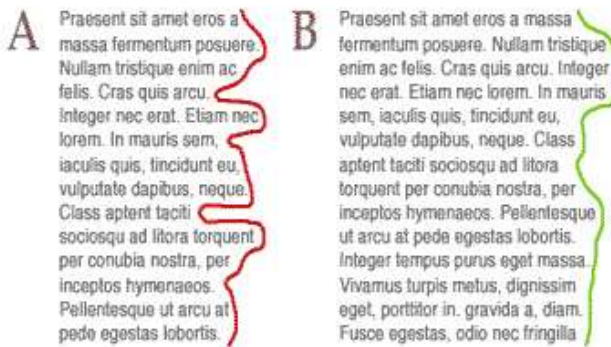 A
Praesent sit amet eros a
massa fermentum posuere.
Nullam tristique enim ac
felis. Cras quis arcu.
Integer nec erat. Etiam nec
lorem. In mauris sem,
iaculis quis, tincidunt eu,
vulputate dapibus, neque.
Class aptent taciti
sociosqu ad litora torquent
per conubia nostra, per
inceptos hymenaeos.
Pellentesque ut arcu at
pede egestas lobortis.
B
Praesent sit amet eros a massa
fermentum posuere. Nullam tristique
enim ac felis. Cras quis arcu. Integer
nec erat. Etiam nec lorem. In mauris
sem, iaculis quis, tincidunt eu,
vulputate dapibus, neque. Class
aptent taciti sociosqu ad litora
torquent per conubia nostra, per
inceptos hymenaeos. Pellentesque
ut arcu at pede egestas lobortis.
Integer tempus purus eget massa.
Vivamus turpis metus, dignissim
eget, porttitor in. gravida a, diam.
Fusce egestas, odio nec fringilla